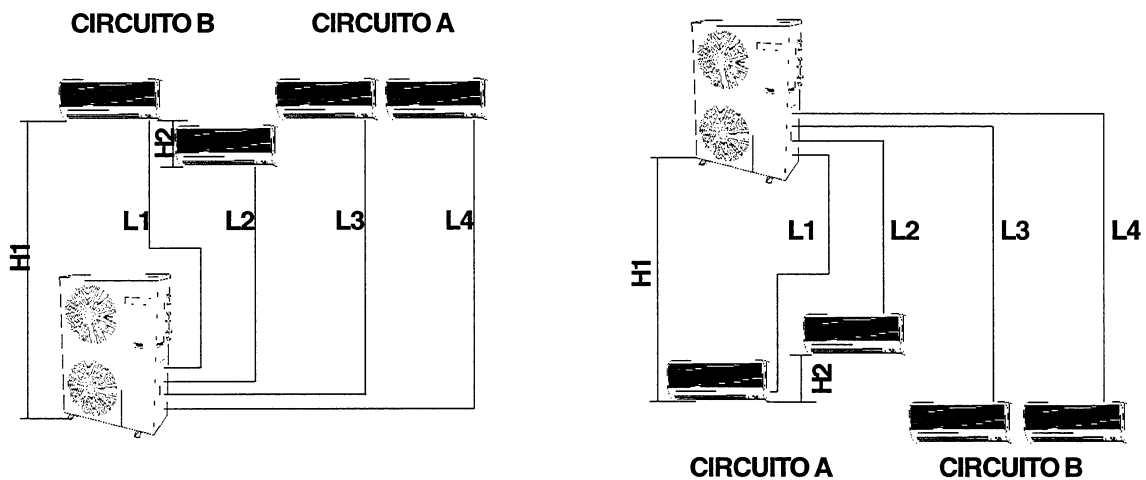 CIRCUITO B
CIRCUITO A
H2
L1
L2
L3
L4
H1
L1
L2
L3
L4
H1
H2
CIRCUITO A
CIRCUITO B